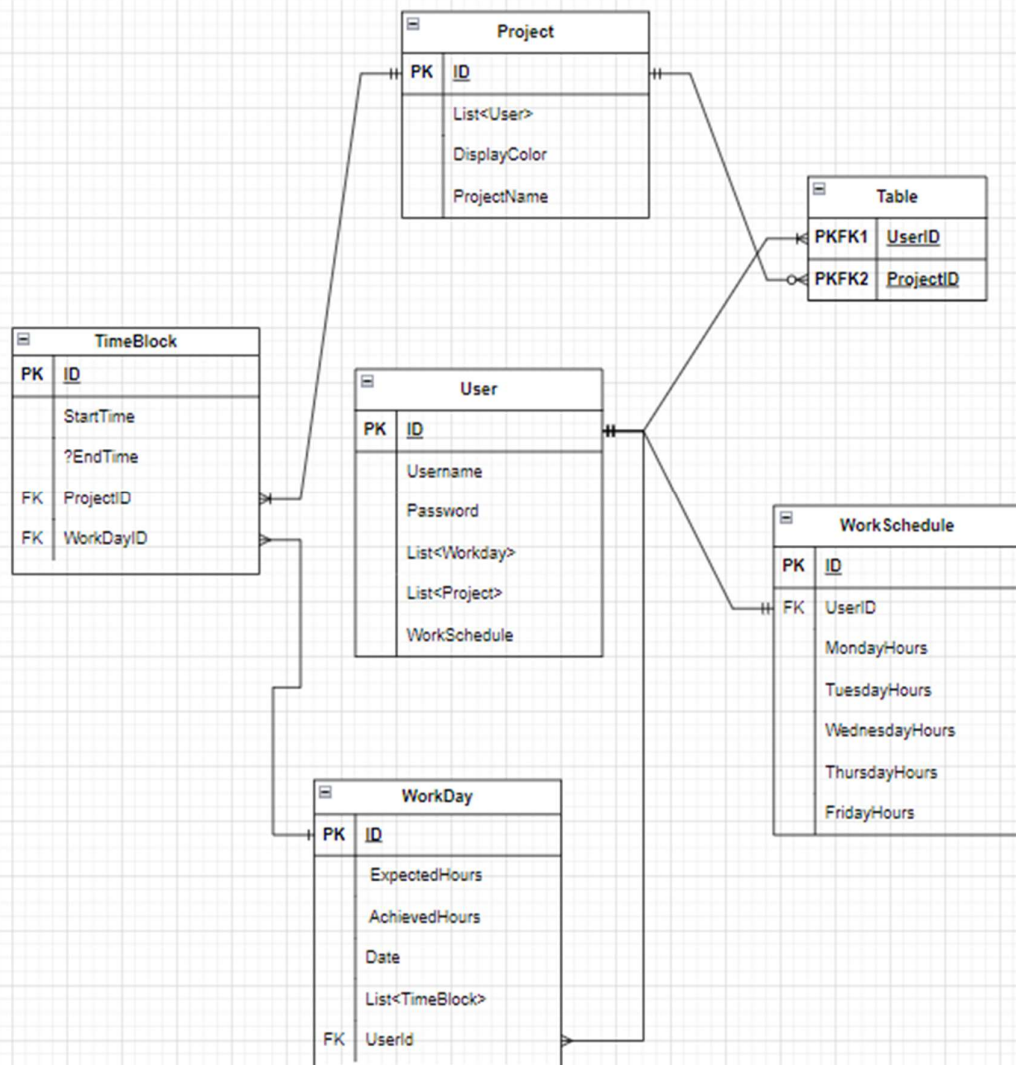 Project
PK ID
List<User>
DisplayColor
ProjectName
Table
PKFK1 UserID
PKFK2 ProjectID
TimeBlock
PK ID
StartTime
?EndTime
FK ProjectID
FK WorkDayID
User
PK ID
Username
Password
List<Workday>
List<Project>
WorkSchedule
WorkSchedule
PK ID
FK UserID
MondayHours
TuesdayHours
WednesdayHours
ThursdayHours
FridayHours
WorkDay
PK ID
ExpectedHours
AchievedHours
Date
List<TimeBlock>
FK UserId